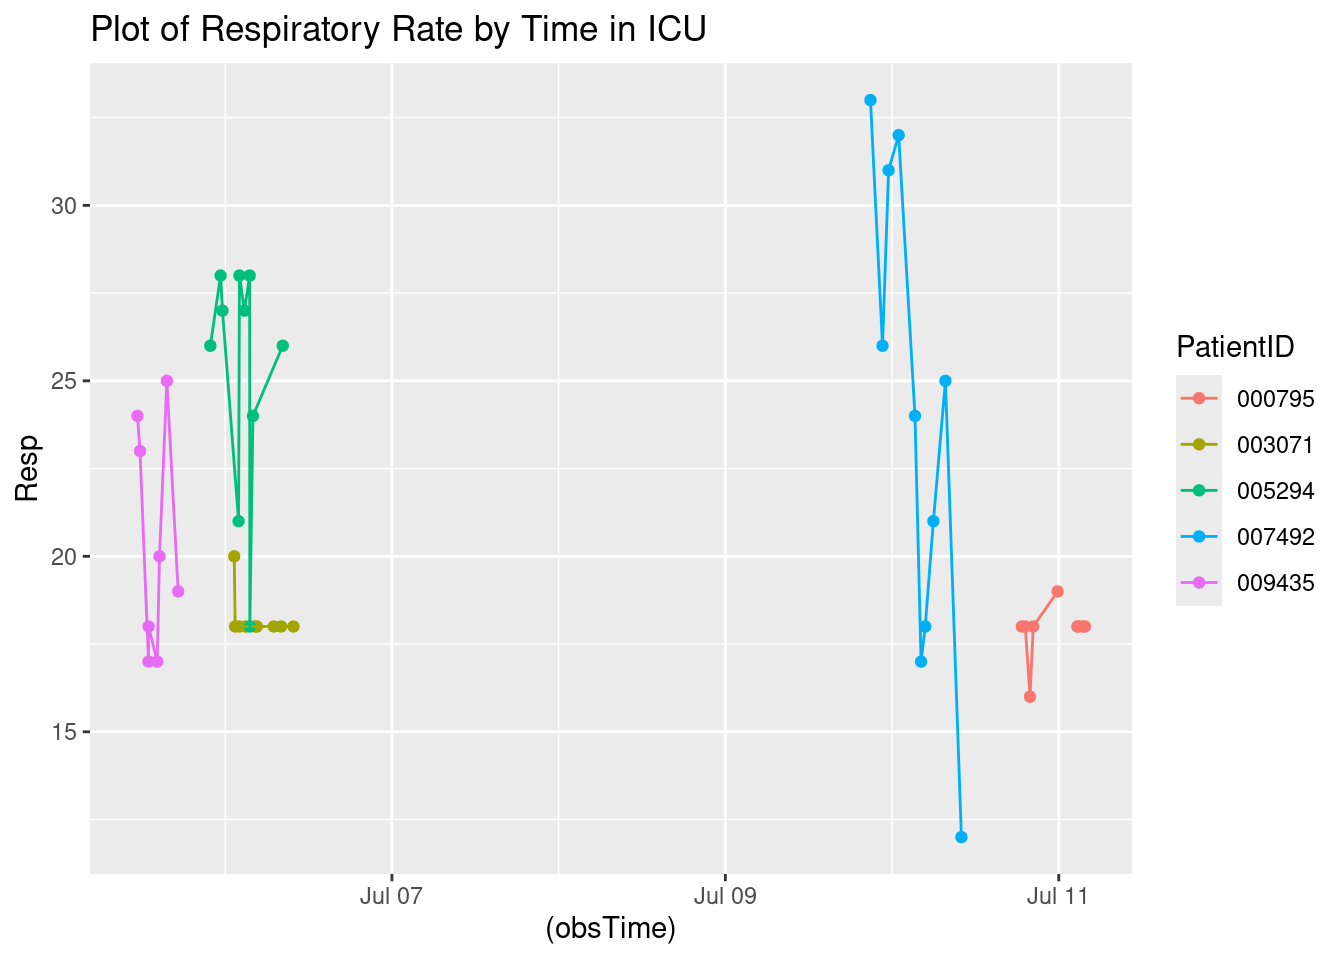 Plot of Respiratory Rate by Time in ICU
30
25
20
15
Resp
Jul 07
Jul 09
Jul 11
(obsTime)
PatientID
000795
003071
005294
007492
009435